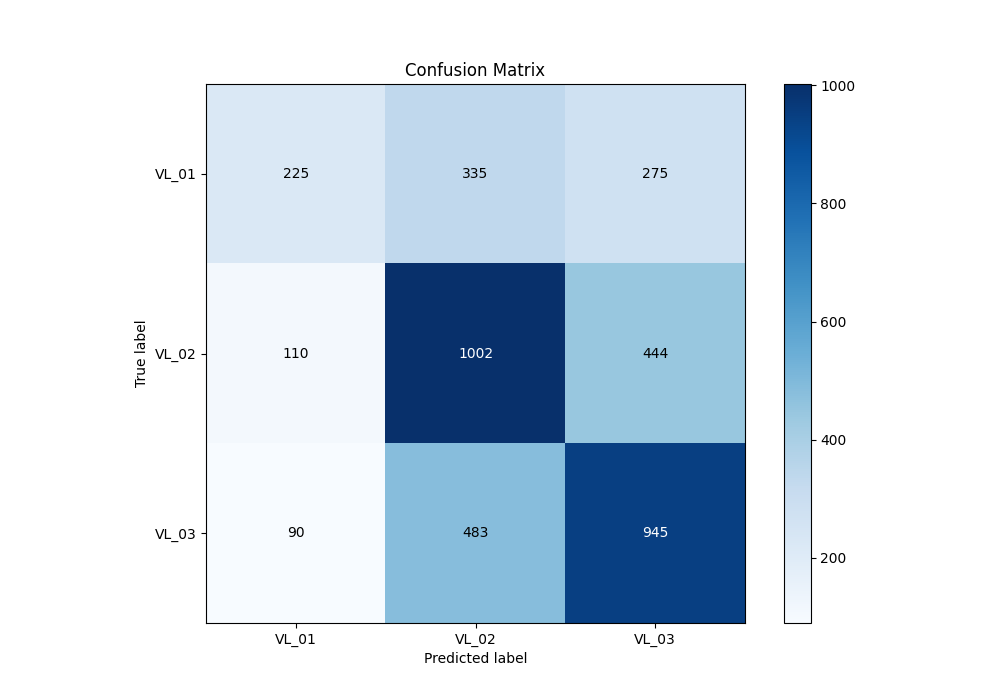 Confusion Matrix
VL_01 225 335 275
VL_02 110 1002 444
VL_03 90 483 945
VL_01 VL_02 VL_03
Predicted label
True label
1000
800
600
400
200